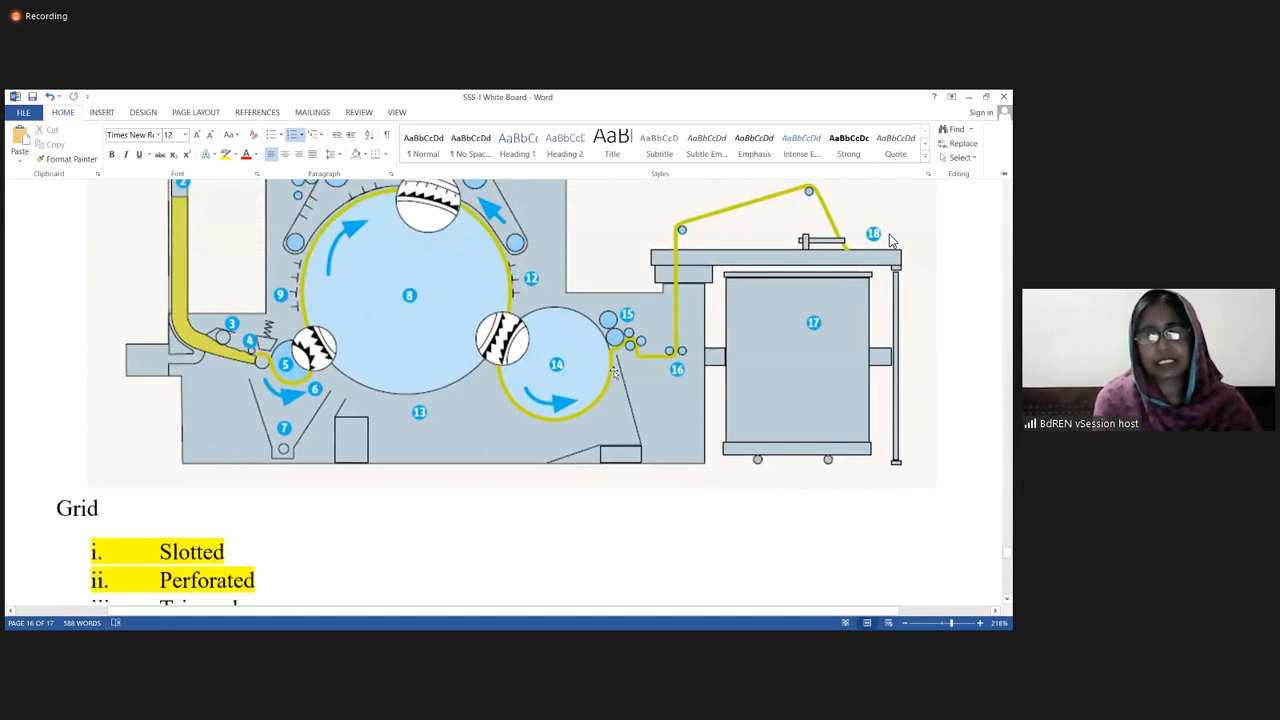 Recording
SSS-I White Board - Word
FILE HOME INSERT DESIGN PAGE LAYOUT REFERENCES MAILINGS REVIEW VIEW
Sign in
Paste
Cut
Copy
Format Painter
Clipboard
Times New Ro 12
Font
Paragraph
AaBbCcDd AaBbCcDd AaBbCc AaBbCcC AaBl AaBbCcD AaBbCcDd AaBbCcDd AaBbCcDd AaBbCcDc AaBbCcDd
¶ Normal ¶ No Spac... Heading 1 Heading 2 Title Subtitle Subtle Em... Emphasis Intense E... Strong Quote
Styles
Find
Replace
Select
Editing
2
18
12
9
8
15
17
3
4
5
14
16
6
13
7
Grid
i. Slotted
ii. Perforated
PAGE 16 OF 17 588 WORDS
218%
BdREN vSession host